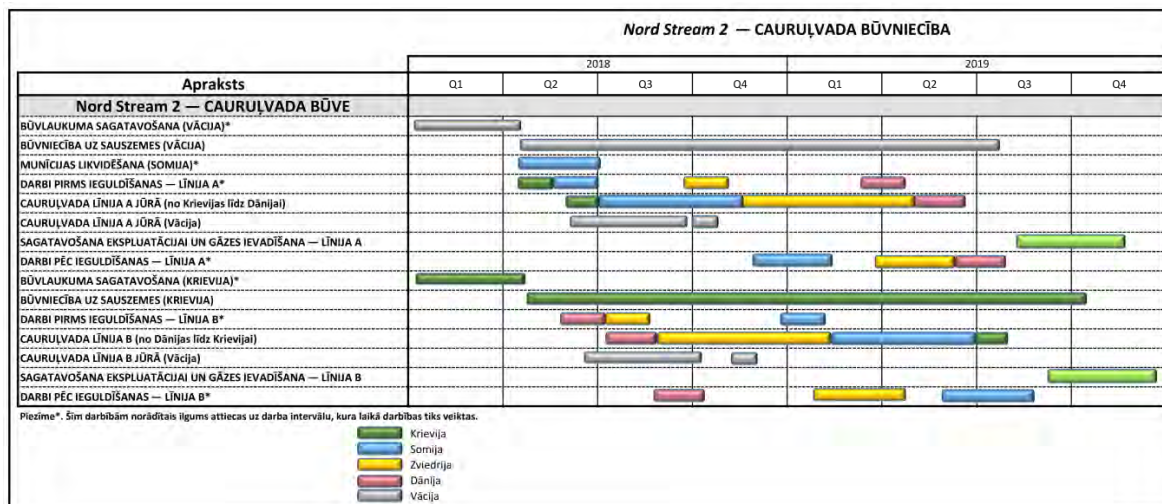 Nord Stream 2 — CAURUĻVADA BŪVNIECĪBA
2018 2019
Apraksts Q1 Q2 Q3 Q4 Q1 Q2 Q3 Q4
Nord Stream 2 — CAURUĻVADA BŪVE
BŪVLAUKUMA SAGATAVOŠANA (VĀCIJA)*
BŪVNIECĪBA UZ SAUSZEMES (VĀCIJA)
MUNĪCIJAS LIKVIDĒŠANA (SOMIJA)*
DARBI PIRMS IEGULDĪŠANAS — LĪNIJA A*
CAURUĻVADA LĪNIJA A JŪRĀ (no Krievijas līdz Dānijai)
CAURUĻVADA LĪNIJA A JŪRĀ (Vācija)
SAGATAVOŠANA EKSPLUATĀCIJAI UN GĀZES IEVADĪŠANA — LĪNIJA A
DARBI PĒC IEGULDĪŠANAS — LĪNIJA A*
BŪVLAUKUMA SAGATAVOŠANA (KRIEVIJA)*
BŪVNIECĪBA UZ SAUSZEMES (KRIEVIJA)
DARBI PIRMS IEGULDĪŠANAS — LĪNIJA B*
CAURUĻVADA LĪNIJA B (no Dānijas līdz Krievijai)
CAURUĻVADA LĪNIJA B JŪRĀ (Vācija)
SAGATAVOŠANA EKSPLUATĀCIJAI UN GĀZES IEVADĪŠANA — LĪNIJA B
DARBI PĒC IEGULDĪŠANAS — LĪNIJA B*
Piezīme*. Šīm darbībām norādītais ilgums attiecas uz darba intervālu, kura laikā darbības tiks veiktas.
Krievija
Somija
Zviedrija
Dānija
Vācija